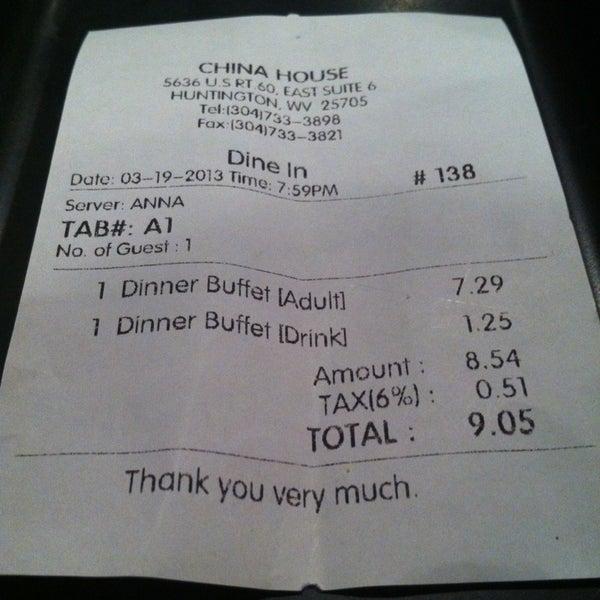 CHINA HOUSE
5636 U.S RT 60, EAST SUITE 6
HUNTINGTON, WV 25705
Tel:(304)733-3898
Fax:(304)733-3821
Dine In
Date: 03-19-2013 Time: 7:59PM # 138
Server: ANNA
TAB#: A1
No. of Guest : 1
1 Dinner Buffet [Adult] 7.29
1 Dinner Buffet [Drink] 1.25
Amount : 8.54
TAX(6%) : 0.51
TOTAL : 9.05
Thank you very much.